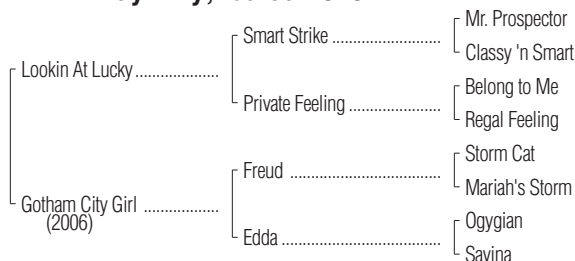 Mr. Prospector
Smart Strike
Classy 'n Smart
Lookin At Lucky
Belong to Me
Private Feeling
Regal Feeling
Storm Cat
Freud
Mariah's Storm
Gotham City Girl
(2006)
Ogygian
Edda
Savina